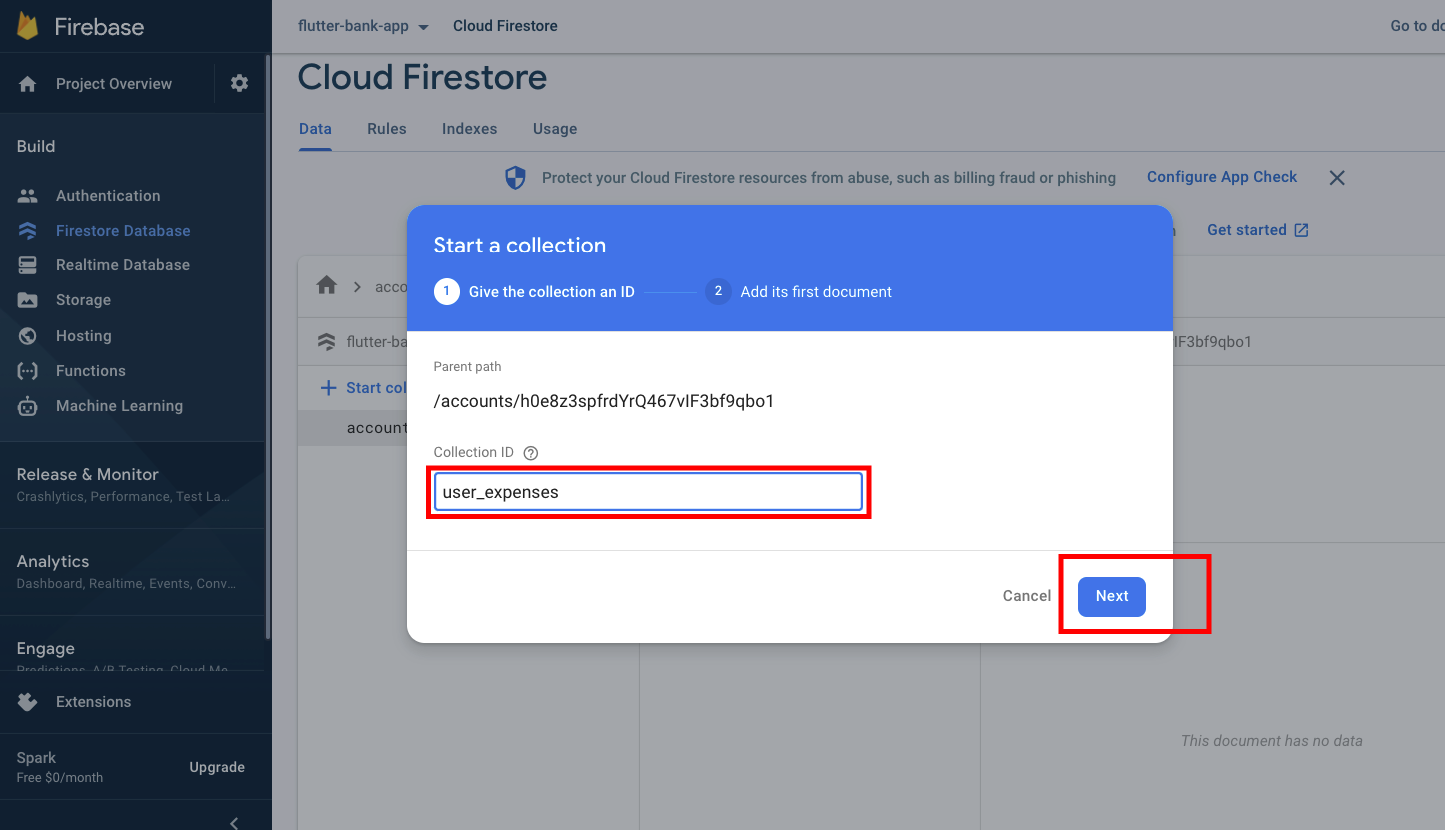 Firebase
flutter-bank-app
Cloud Firestore
Project Overview
Build
Authentication
Firestore Database
Realtime Database
Storage
Hosting
Functions
Machine Learning
Release & Monitor
Crashlytics, Performance, Test La...
Analytics
Dashboard, Realtime, Events, Conv...
Engage
Predictions, A/B Testing, Cloud Me
Extensions
Spark
Free $0/month
Upgrade
Go to do
Cloud Firestore
Data
Rules
Indexes
Usage
Protect your Cloud Firestore resources from abuse, such as billing fraud or phishing
Configure App Check
Get started
acco
flutter-ba
IF3bf9qbo1
Start col
account
Start a collection
1 Give the collection an ID
2 Add its first document
Parent path
/accounts/h0e8z3spfrdYrQ467vIF3bf9qbo1
Collection ID
user_expenses
Cancel
Next
This document has no data